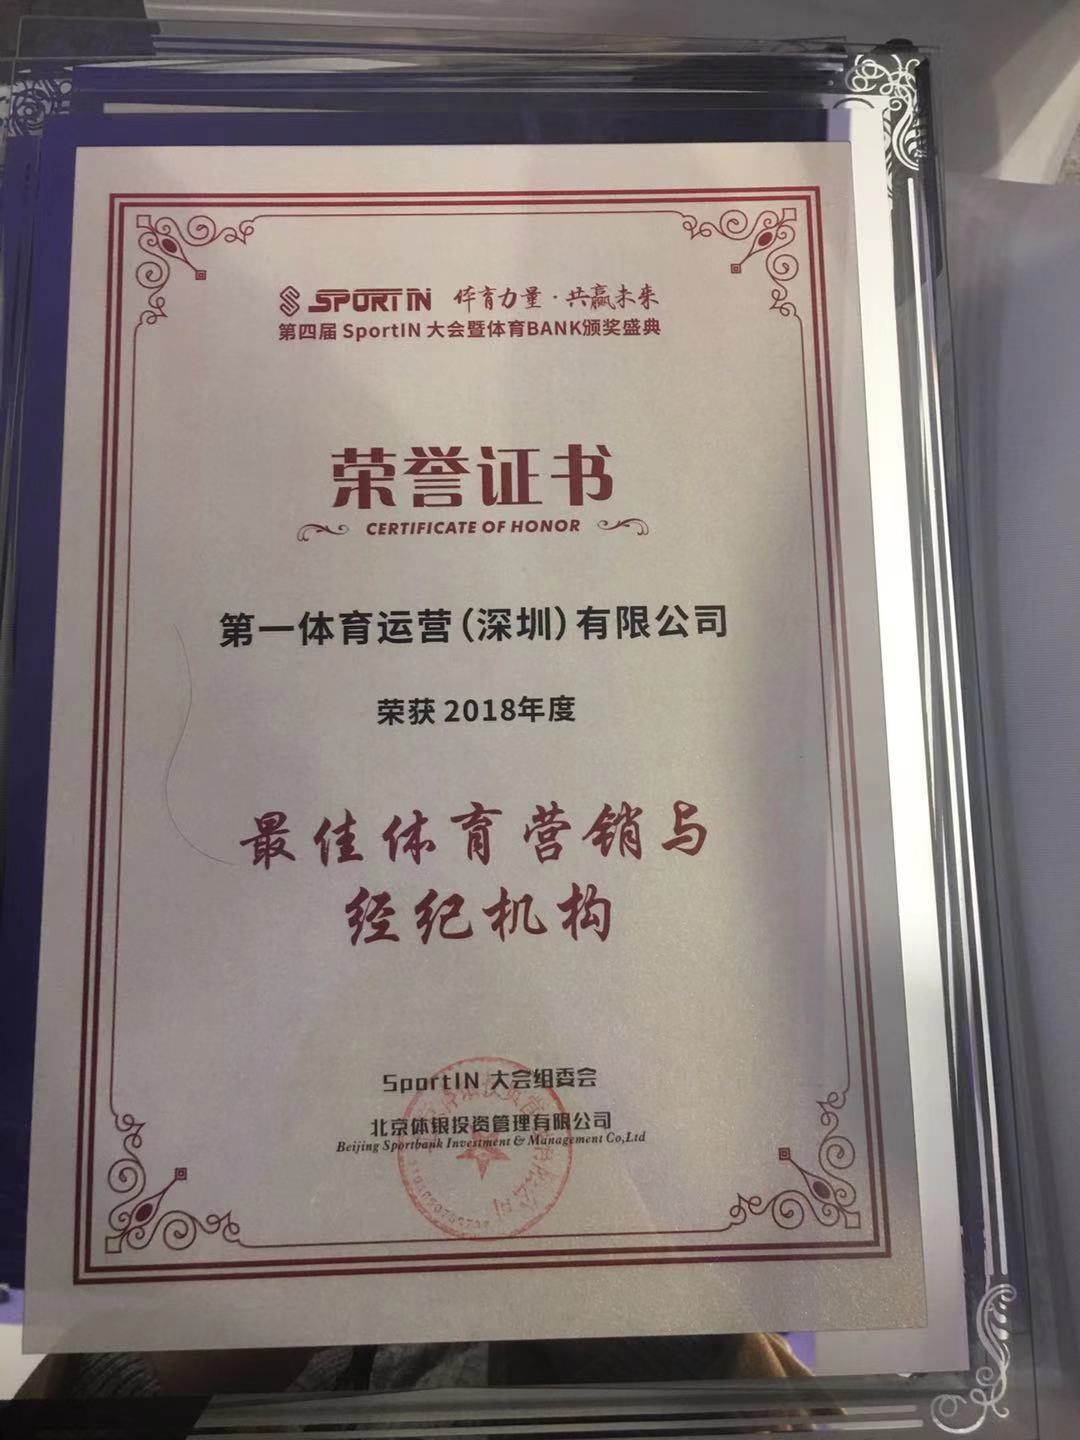 SPORTIN 体育力量·共赢未来
第四届 SportIN 大会暨体育BANK颁奖盛典
荣誉证书
CERTIFICATE OF HONOR
第一体育运营(深圳)有限公司
荣获 2018年度
最佳体育营销与
经纪机构
SportIN 大会组委会
北京体银投资管理有限公司
Beijing Sportbank Investment & Management Co,Ltd